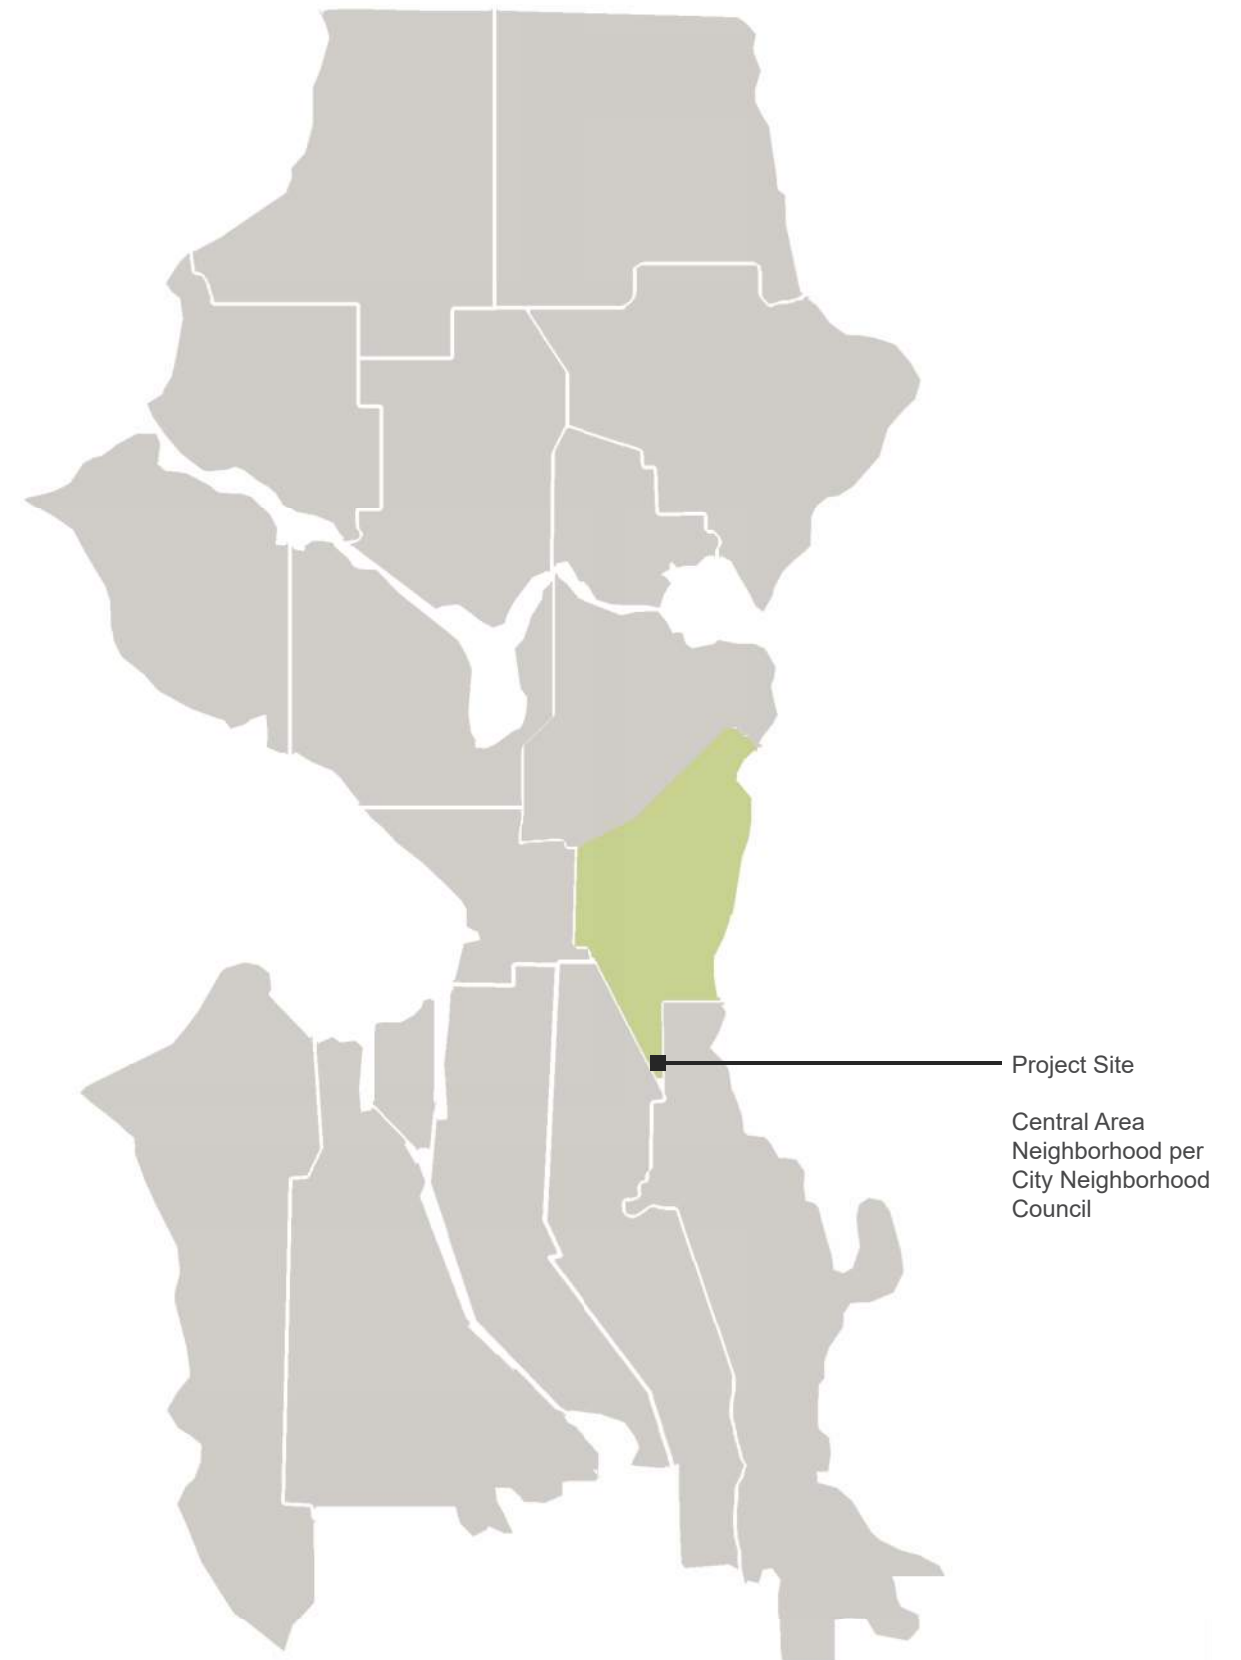 Project Site
Central Area
Neighborhood per
City Neighborhood
Council